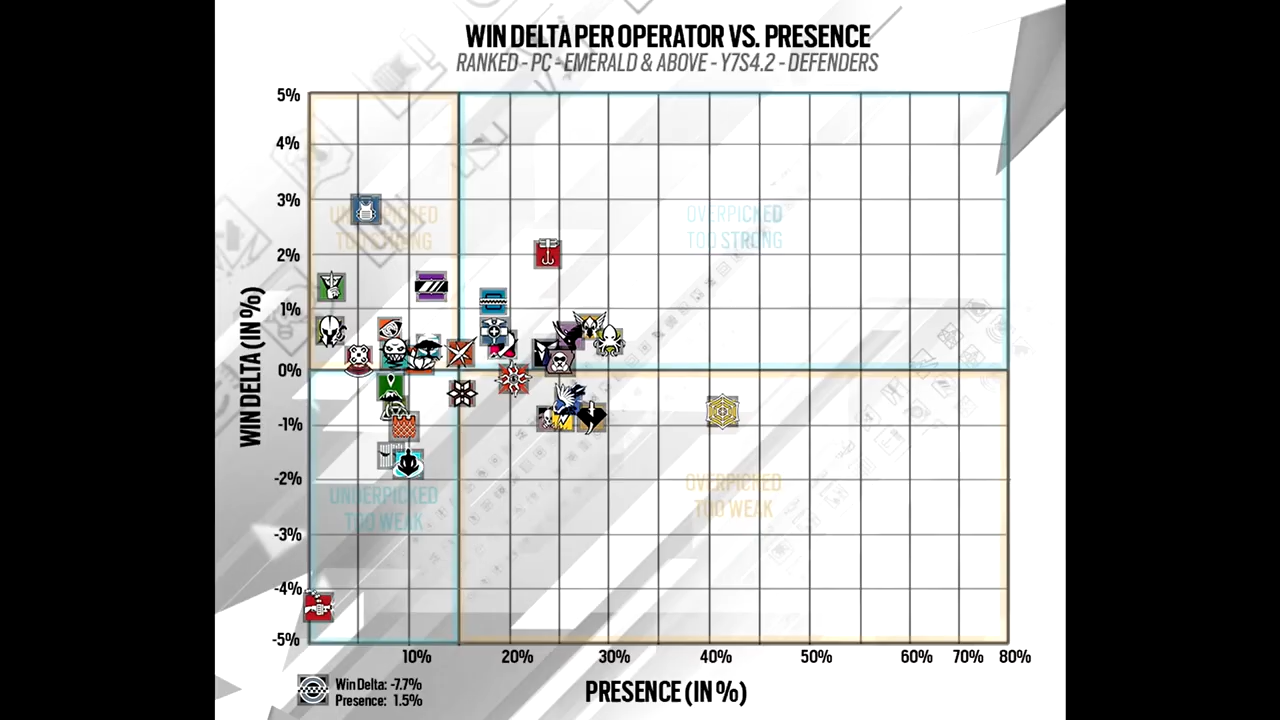 WIN DELTA PER OPERATOR VS. PRESENCE
RANKED - PC - EMERALD & ABOVE - Y7S4.2 - DEFENDERS
5%
4%
3%
UNDERPICKED
TOO STRONG
OVERPICKED
TOO STRONG
2%
1%
0%
-1%
-2%
-3%
-4%
-5%
WIN DELTA (IN %)
UNDERPICKED
TOO WEAK
OVERPICKED
TOO WEAK
10% 20% 30% 40% 50% 60% 70% 80%
PRESENCE (IN %)
Win Delta: -7.7%
Presence: 1.5%